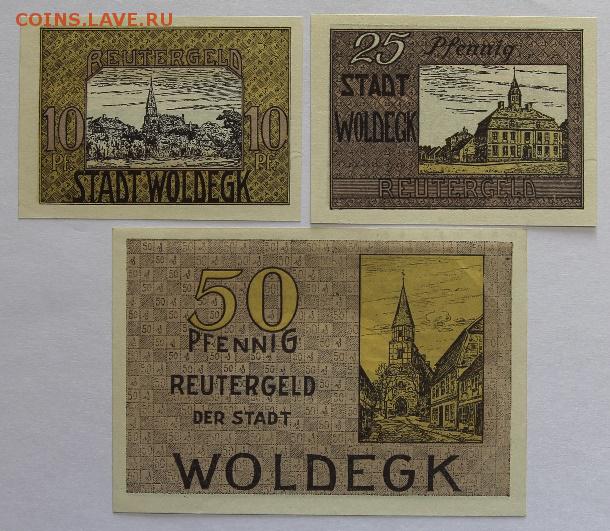 COINS.LAVE.RU
REUTERGELD
10 10
PF. PF.
STADT WOLDEGK
25 Pfennig
STADT
WOLDEGK
REUTERGELD
50
PFENNIG
REUTERGELD
DER STADT
WOLDEGK